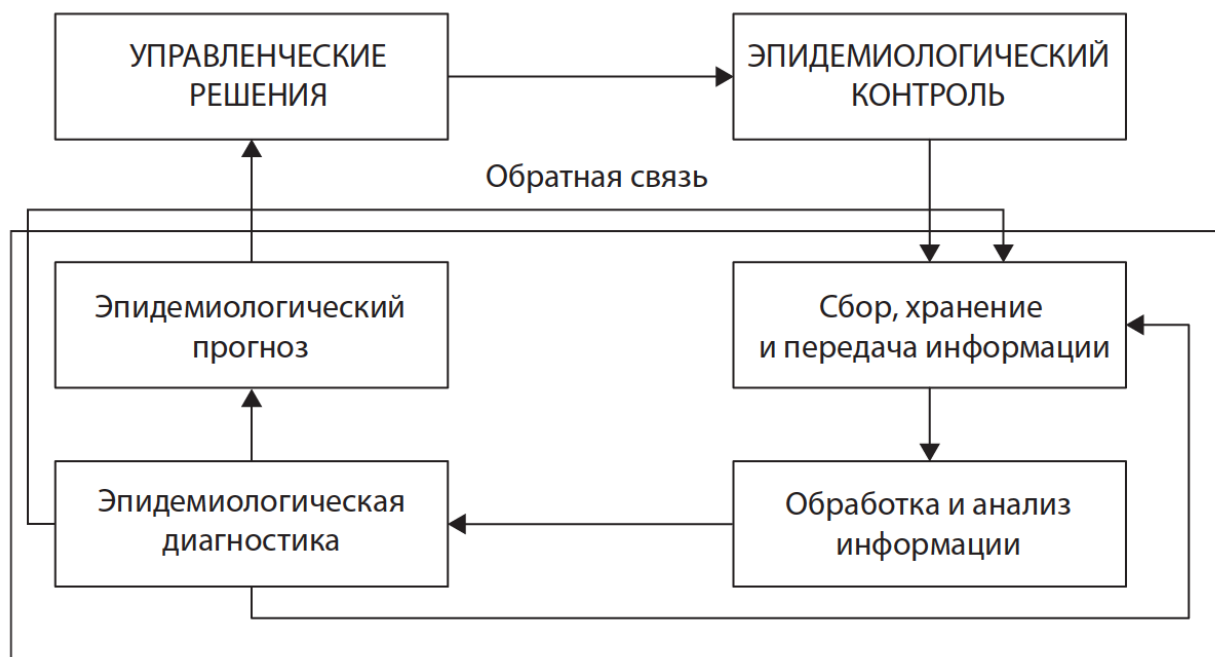 УПРАВЛЕНЧЕСКИЕ
РЕШЕНИЯ
ЭПИДЕМИОЛОГИЧЕСКИЙ
КОНТРОЛЬ
Обратная связь
Эпидемиологический
прогноз
Сбор, хранение
и передача информации
Эпидемиологическая
диагностика
Обработка и анализ
информации